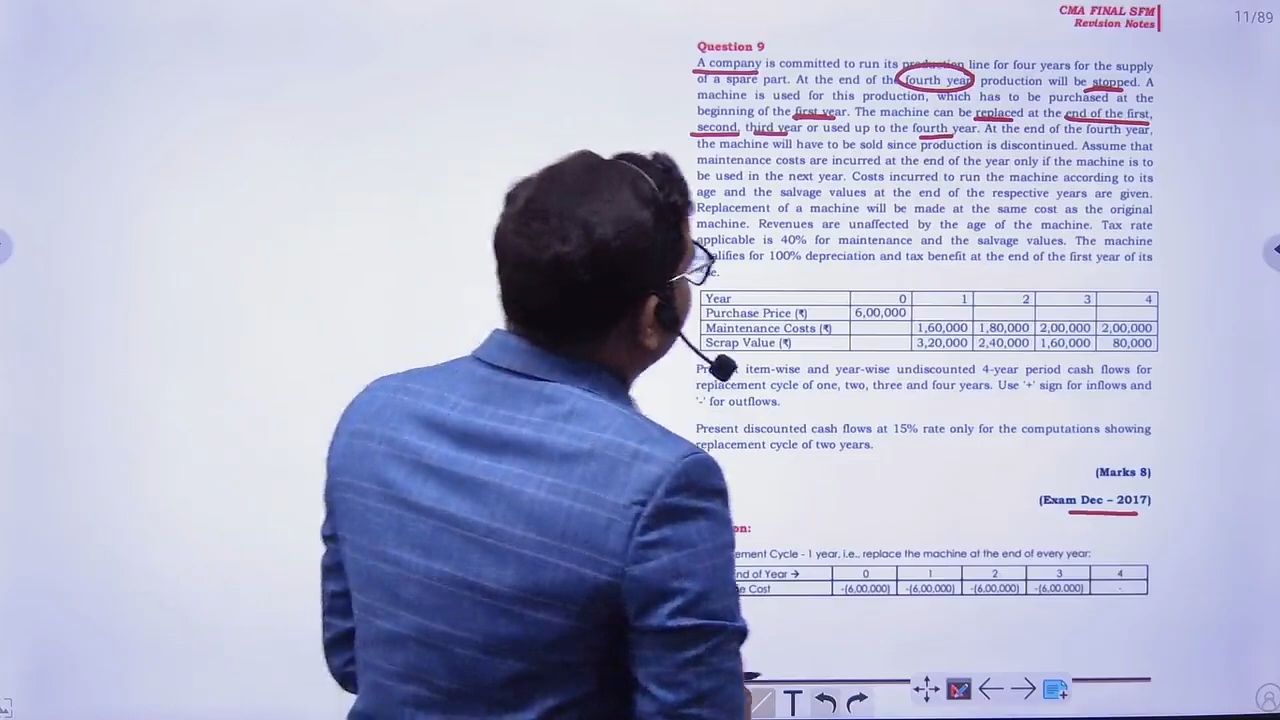 CMA FINAL SFM
Revision Notes
11/89
Question 9
A company is committed to run its production line for four years for the supply
of a spare part. At the end of the fourth year production will be stopped. A
machine is used for this production, which has to be purchased at the
beginning of the first year. The machine can be replaced at the end of the first,
second, third year or used up to the fourth year. At the end of the fourth year,
the machine will have to be sold since production is discontinued. Assume that
maintenance costs are incurred at the end of the year only if the machine is to
be used in the next year. Costs incurred to run the machine according to its
age and the salvage values at the end of the respective years are given.
Replacement of a machine will be made at the same cost as the original
machine. Revenues are unaffected by the age of the machine. Tax rate
applicable is 40% for maintenance and the salvage values. The machine
for 100% depreciation and tax benefit at the end of the first year of its
Year 0 1 2 3 4
Purchase Price (₹) 6,00,000
Maintenance Costs (₹) 1,60,000 1,80,000 2,00,000 2,00,000
Scrap Value (₹) 3,20,000 2,40,000 1,60,000 80,000
item-wise and year-wise undiscounted 4-year period cash flows for
replacement cycle of one, two, three and four years. Use '+' sign for inflows and
'-' for outflows.
Present discounted cash flows at 15% rate only for the computations showing
replacement cycle of two years.
(Marks 8)
(Exam Dec – 2017)
Cycle - 1 year, i.e., replace the machine at the end of every year:
of Year → 0 1 2 3 4
Cost -(6,00,000) -(6,00,000) -(6,00,000) -(6,00,000) -
T